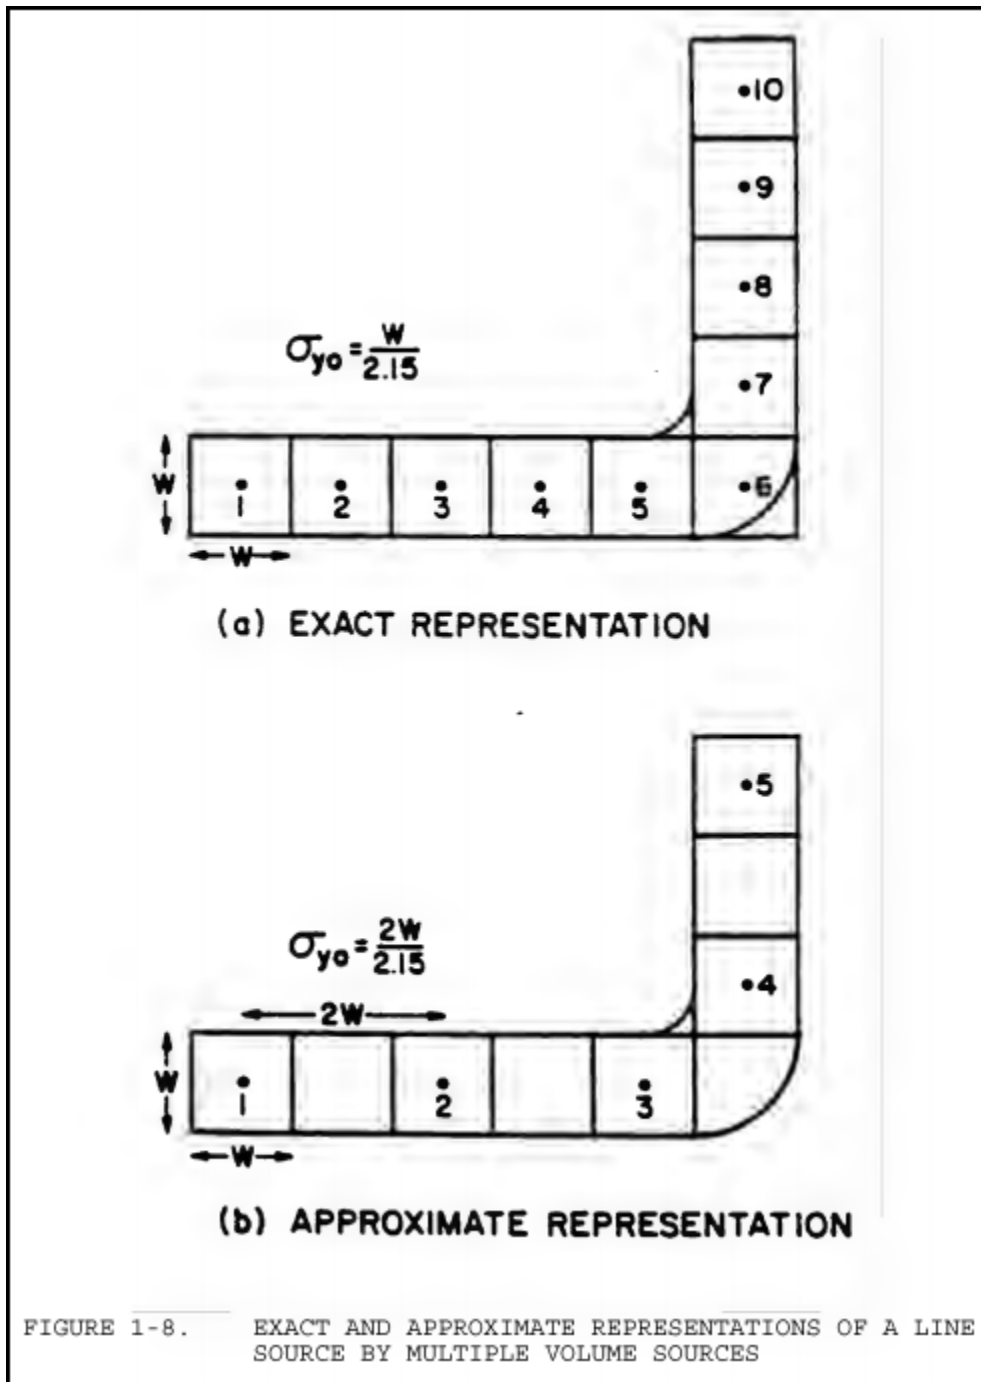 •10
•9
•8
σyo = W / 2.15
•7
W
1 2 3 4 5 •6
W
(a) EXACT REPRESENTATION
•5
σyo = 2W / 2.15
•4
2W
W
1 2 3
W
(b) APPROXIMATE REPRESENTATION
FIGURE 1-8. EXACT AND APPROXIMATE REPRESENTATIONS OF A LINE
SOURCE BY MULTIPLE VOLUME SOURCES